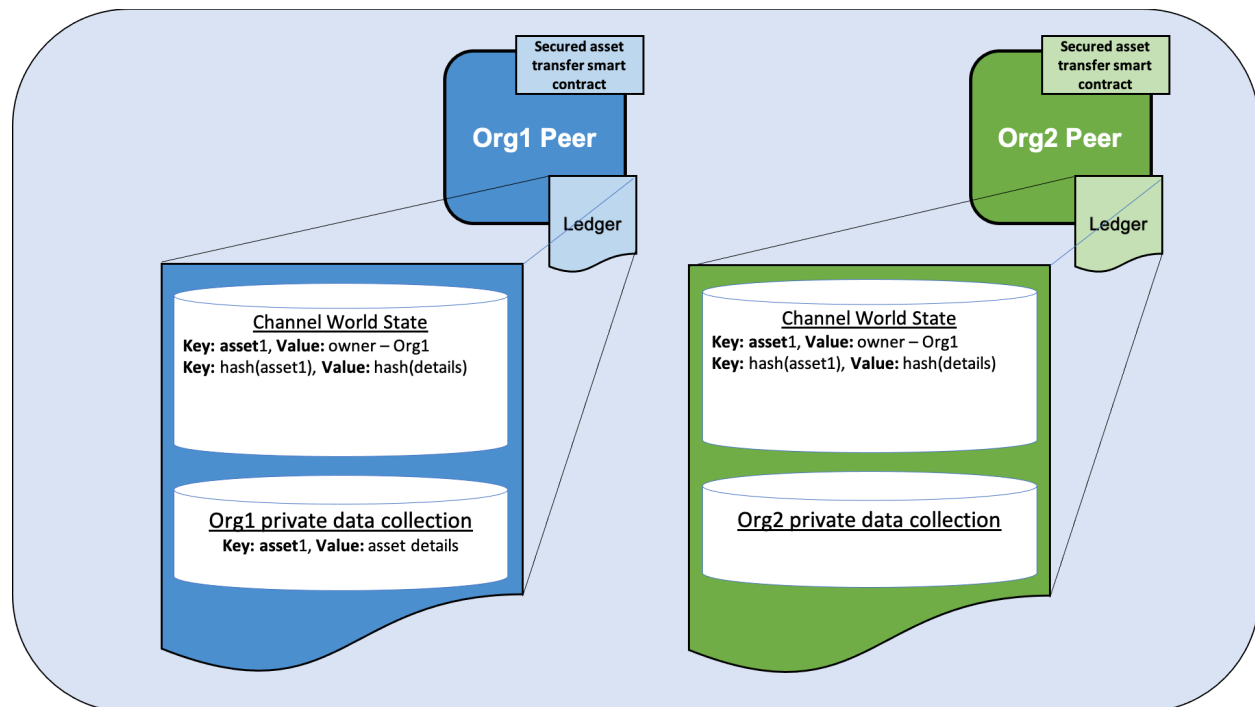 Secured asset
transfer smart
contract
Org1 Peer
Ledger
Channel World State
Key: asset1, Value: owner – Org1
Key: hash(asset1), Value: hash(details)
Org1 private data collection
Key: asset1, Value: asset details
Secured asset
transfer smart
contract
Org2 Peer
Ledger
Channel World State
Key: asset1, Value: owner – Org1
Key: hash(asset1), Value: hash(details)
Org2 private data collection